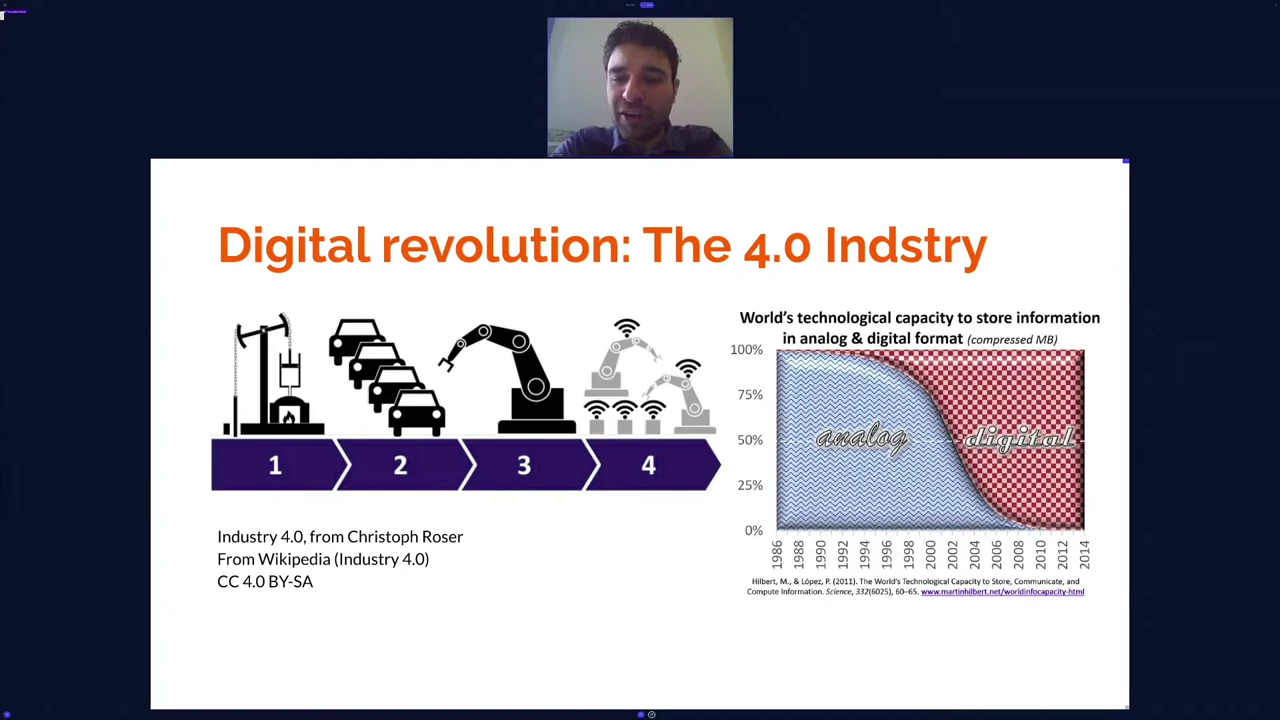 Digital revolution: The 4.0 Indstry
1
2
3
4
Industry 4.0, from Christoph Roser
From Wikipedia (Industry 4.0)
CC 4.0 BY-SA
World's technological capacity to store information
in analog & digital format (compressed MB)
100%
75%
50%
25%
0%
analog
digital
1986
1988
1990
1992
1994
1996
1998
2000
2002
2004
2006
2008
2010
2012
2014
Hilbert, M., & López, P. (2011). The World's Technological Capacity to Store, Communicate, and
Compute Information. Science, 332(6025), 60–65. www.martinhilbert.net/worldinfocapacity-html